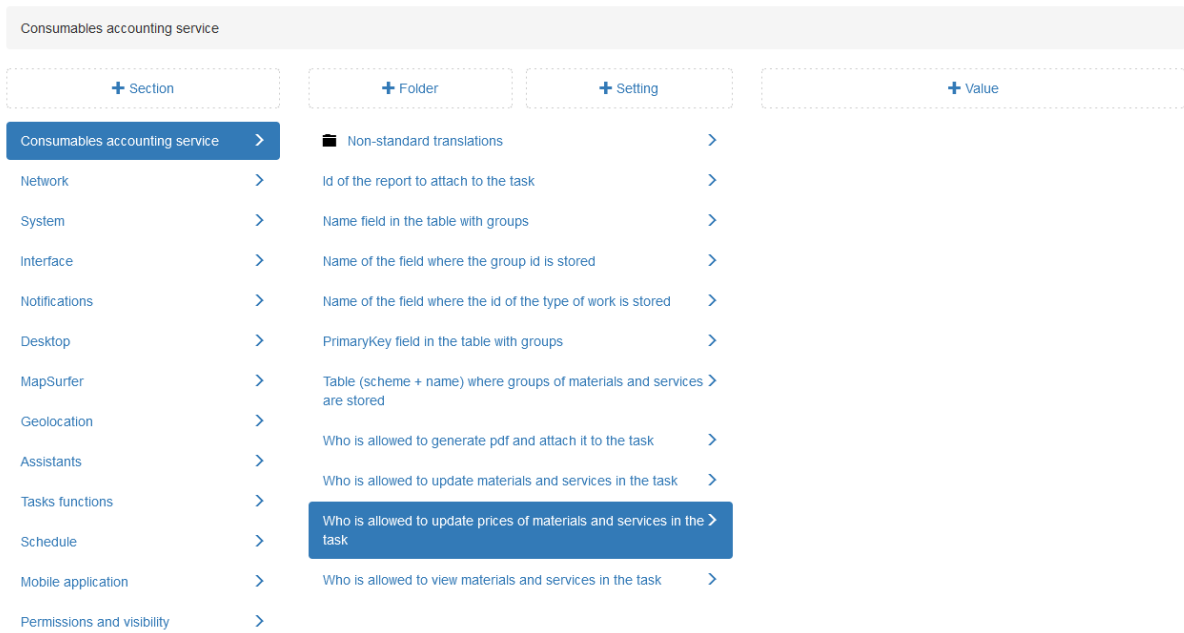 Consumables accounting service
Section
Folder
Setting
Value
Consumables accounting service
Network
System
Interface
Notifications
Desktop
MapSurfer
Geolocation
Assistants
Tasks functions
Schedule
Mobile application
Permissions and visibility
Non-standard translations
Id of the report to attach to the task
Name field in the table with groups
Name of the field where the group id is stored
Name of the field where the id of the type of work is stored
PrimaryKey field in the table with groups
Table (scheme + name) where groups of materials and services
are stored
Who is allowed to generate pdf and attach it to the task
Who is allowed to update materials and services in the task
Who is allowed to update prices of materials and services in the
task
Who is allowed to view materials and services in the task